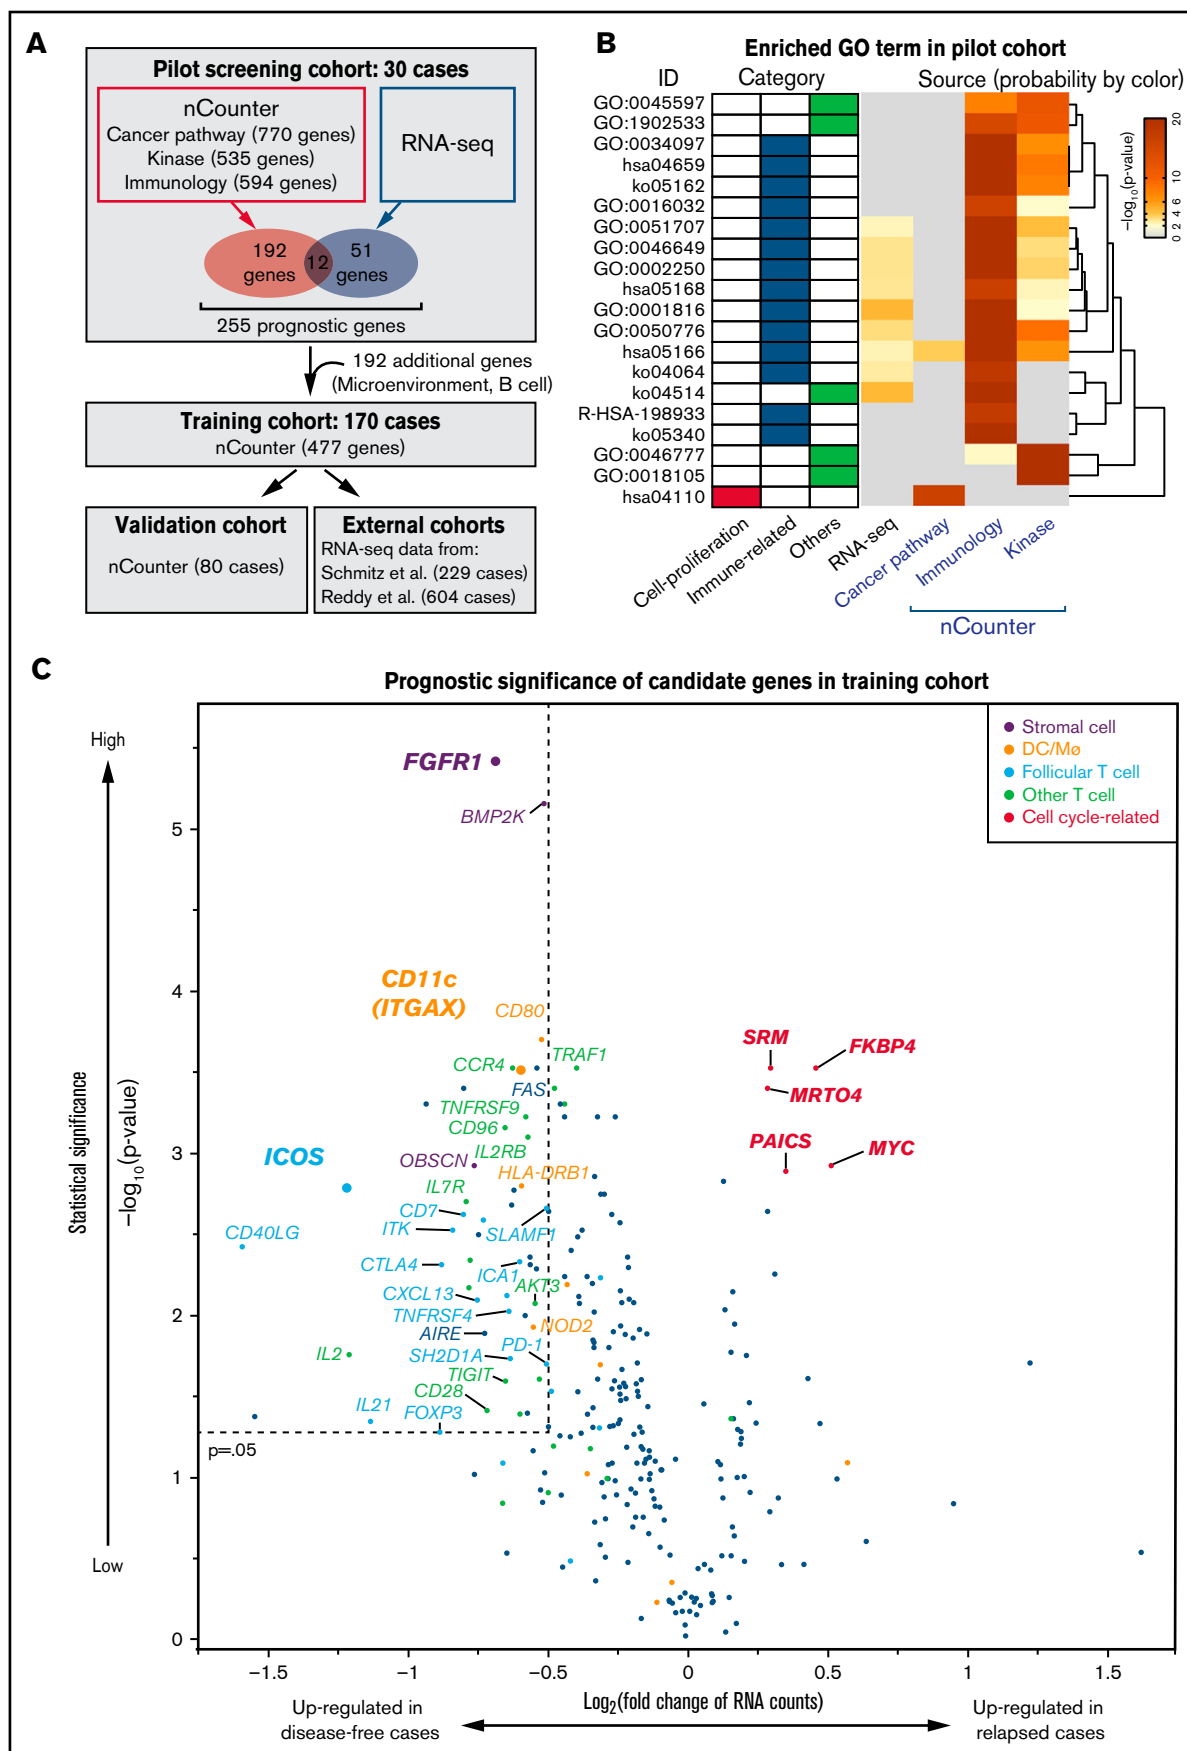 A
Pilot screening cohort: 30 cases
nCounter
Cancer pathway (770 genes)
Kinase (535 genes)
Immunology (594 genes)
RNA-seq
192
genes
12
51
genes
255 prognostic genes
192 additional genes
(Microenvironment, B cell)
Training cohort: 170 cases
nCounter (477 genes)
Validation cohort
nCounter (80 cases)
External cohorts
RNA-seq data from:
Schmitz et al. (229 cases)
Reddy et al. (604 cases)
B
Enriched GO term in pilot cohort
ID
Category
Source (probability by color)
GO:0045597
GO:1902533
GO:0034097
hsa04659
ko05162
GO:0016032
GO:0051707
GO:0046649
GO:0002250
hsa05168
GO:0001816
GO:0050776
hsa05166
ko04064
ko04514
R-HSA-198933
ko05340
GO:0046777
GO:0018105
hsa04110
Cell-proliferation
Immune-related
Others
RNA-seq
Cancer pathway
Immunology
Kinase
nCounter
−log10(p-value)
20
10
6
4
2
0
C
Prognostic significance of candidate genes in training cohort
Stromal cell
DC/Mø
Follicular T cell
Other T cell
Cell cycle-related
High
Low
Statistical significance
−log10(p-value)
5
4
3
2
1
0
FGFR1
BMP2K
CD11c
(ITGAX)
CD80
CCR4
TRAF1
FAS
TNFRSF9
CD96
IL2RB
ICOS
OBSCN
HLA-DRB1
IL7R
CD7
ITK
SLAMF1
CD40LG
CTLA4
ICA1
CXCL13
AKT3
TNFRSF4
NOD2
AIRE
PD-1
SH2D1A
IL2
TIGIT
CD28
IL21
FOXP3
p=.05
SRM
FKBP4
MRTO4
PAICS
MYC
−1.5
−1
−0.5
0
0.5
1
1.5
Log2(fold change of RNA counts)
Up-regulated in
disease-free cases
Up-regulated in
relapsed cases